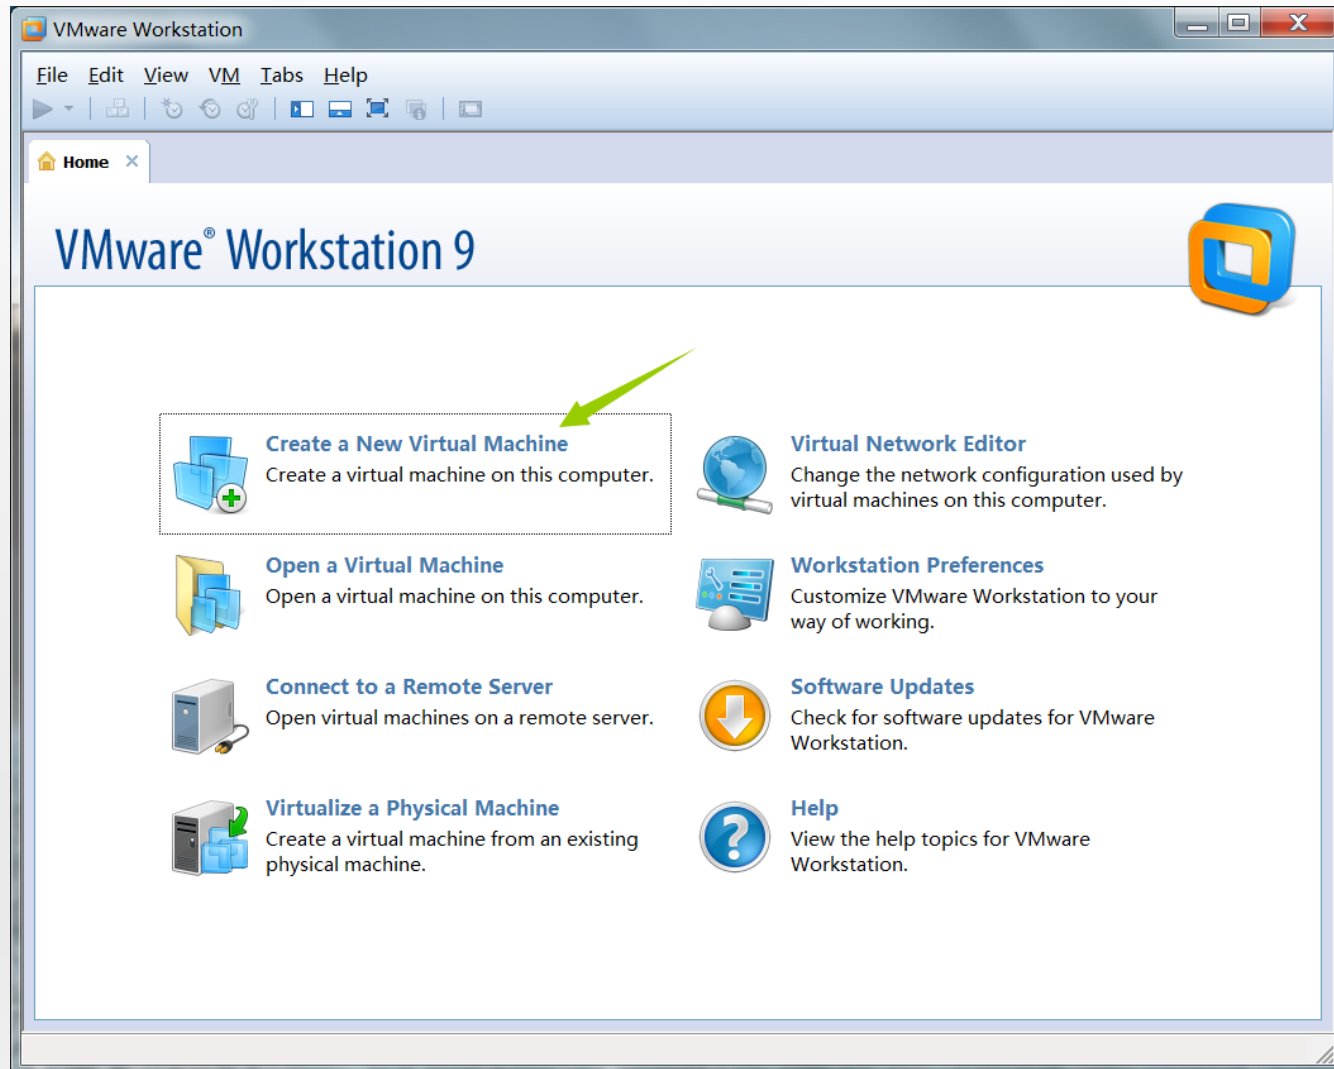 VMware Workstation
File Edit View VM Tabs Help
Home
VMware® Workstation 9
Create a New Virtual Machine
Create a virtual machine on this computer.
Open a Virtual Machine
Open a virtual machine on this computer.
Connect to a Remote Server
Open virtual machines on a remote server.
Virtualize a Physical Machine
Create a virtual machine from an existing
physical machine.
Virtual Network Editor
Change the network configuration used by
virtual machines on this computer.
Workstation Preferences
Customize VMware Workstation to your
way of working.
Software Updates
Check for software updates for VMware
Workstation.
Help
View the help topics for VMware
Workstation.